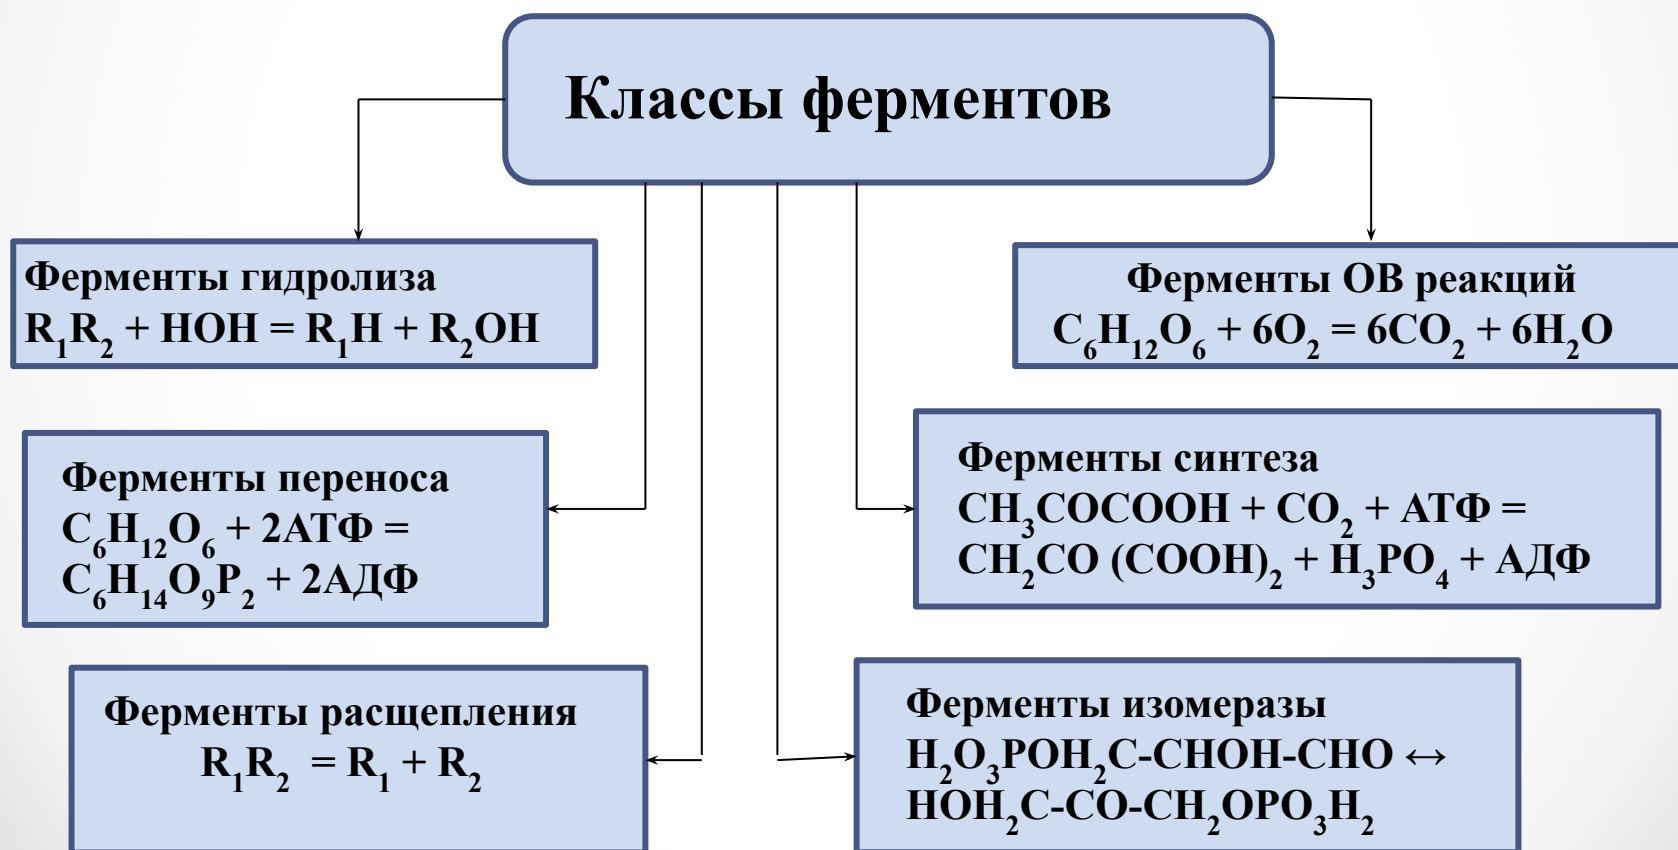 Классы ферментов
Ферменты гидролиза
R₁R₂ + HOH = R₁H + R₂OH
Ферменты ОВ реакций
C₆H₁₂O₆ + 6O₂ = 6CO₂ + 6H₂O
Ферменты переноса
C₆H₁₂O₆ + 2АТФ =
C₆H₁₄O₉P₂ + 2АДФ
Ферменты синтеза
CH₃COCOOH + CO₂ + АТФ =
CH₂CO (COOH)₂ + H₃PO₄ + АДФ
Ферменты расщепления
R₁R₂ = R₁ + R₂
Ферменты изомеразы
H₂O₃POH₂C-CHOH-CHO ↔
HOH₂C-CO-CH₂OPO₃H₂